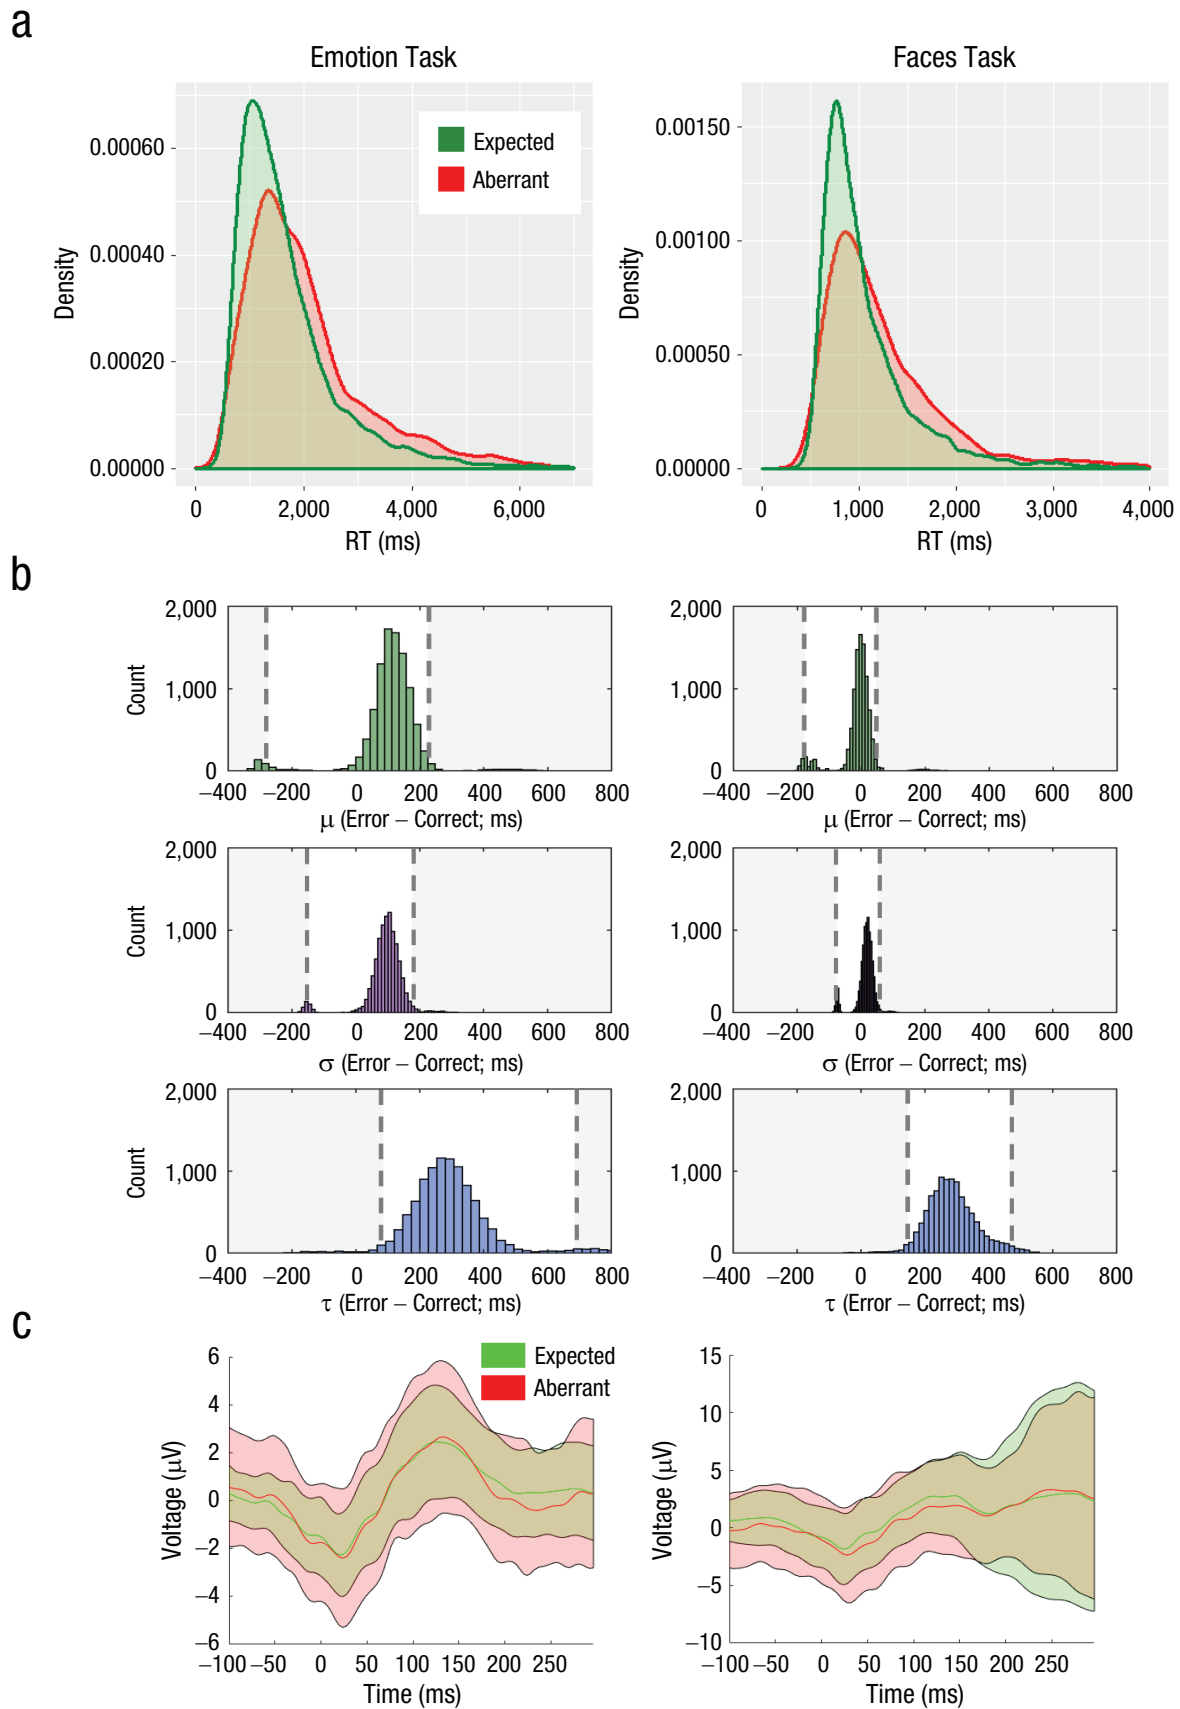 a
Emotion Task
Faces Task
Density
0.00060
0.00040
0.00020
0.00000
Expected
Aberrant
0 2,000 4,000 6,000
RT (ms)
Density
0.00150
0.00100
0.00050
0.00000
0 1,000 2,000 3,000 4,000
RT (ms)
b
Count
2,000
1,000
0
−400 −200 0 200 400 600 800
μ (Error – Correct; ms)
2,000
1,000
0
−400 −200 0 200 400 600 800
μ (Error – Correct; ms)
Count
2,000
1,000
0
−400 −200 0 200 400 600 800
σ (Error – Correct; ms)
2,000
1,000
0
−400 −200 0 200 400 600 800
σ (Error – Correct; ms)
Count
2,000
1,000
0
−400 −200 0 200 400 600 800
τ (Error – Correct; ms)
2,000
1,000
0
−400 −200 0 200 400 600 800
τ (Error – Correct; ms)
c
Voltage (μV)
6
4
2
0
−2
−4
−6
Expected
Aberrant
−100 −50 0 50 100 150 200 250
Time (ms)
Voltage (μV)
15
10
5
0
−5
−10
−100 −50 0 50 100 150 200 250
Time (ms)